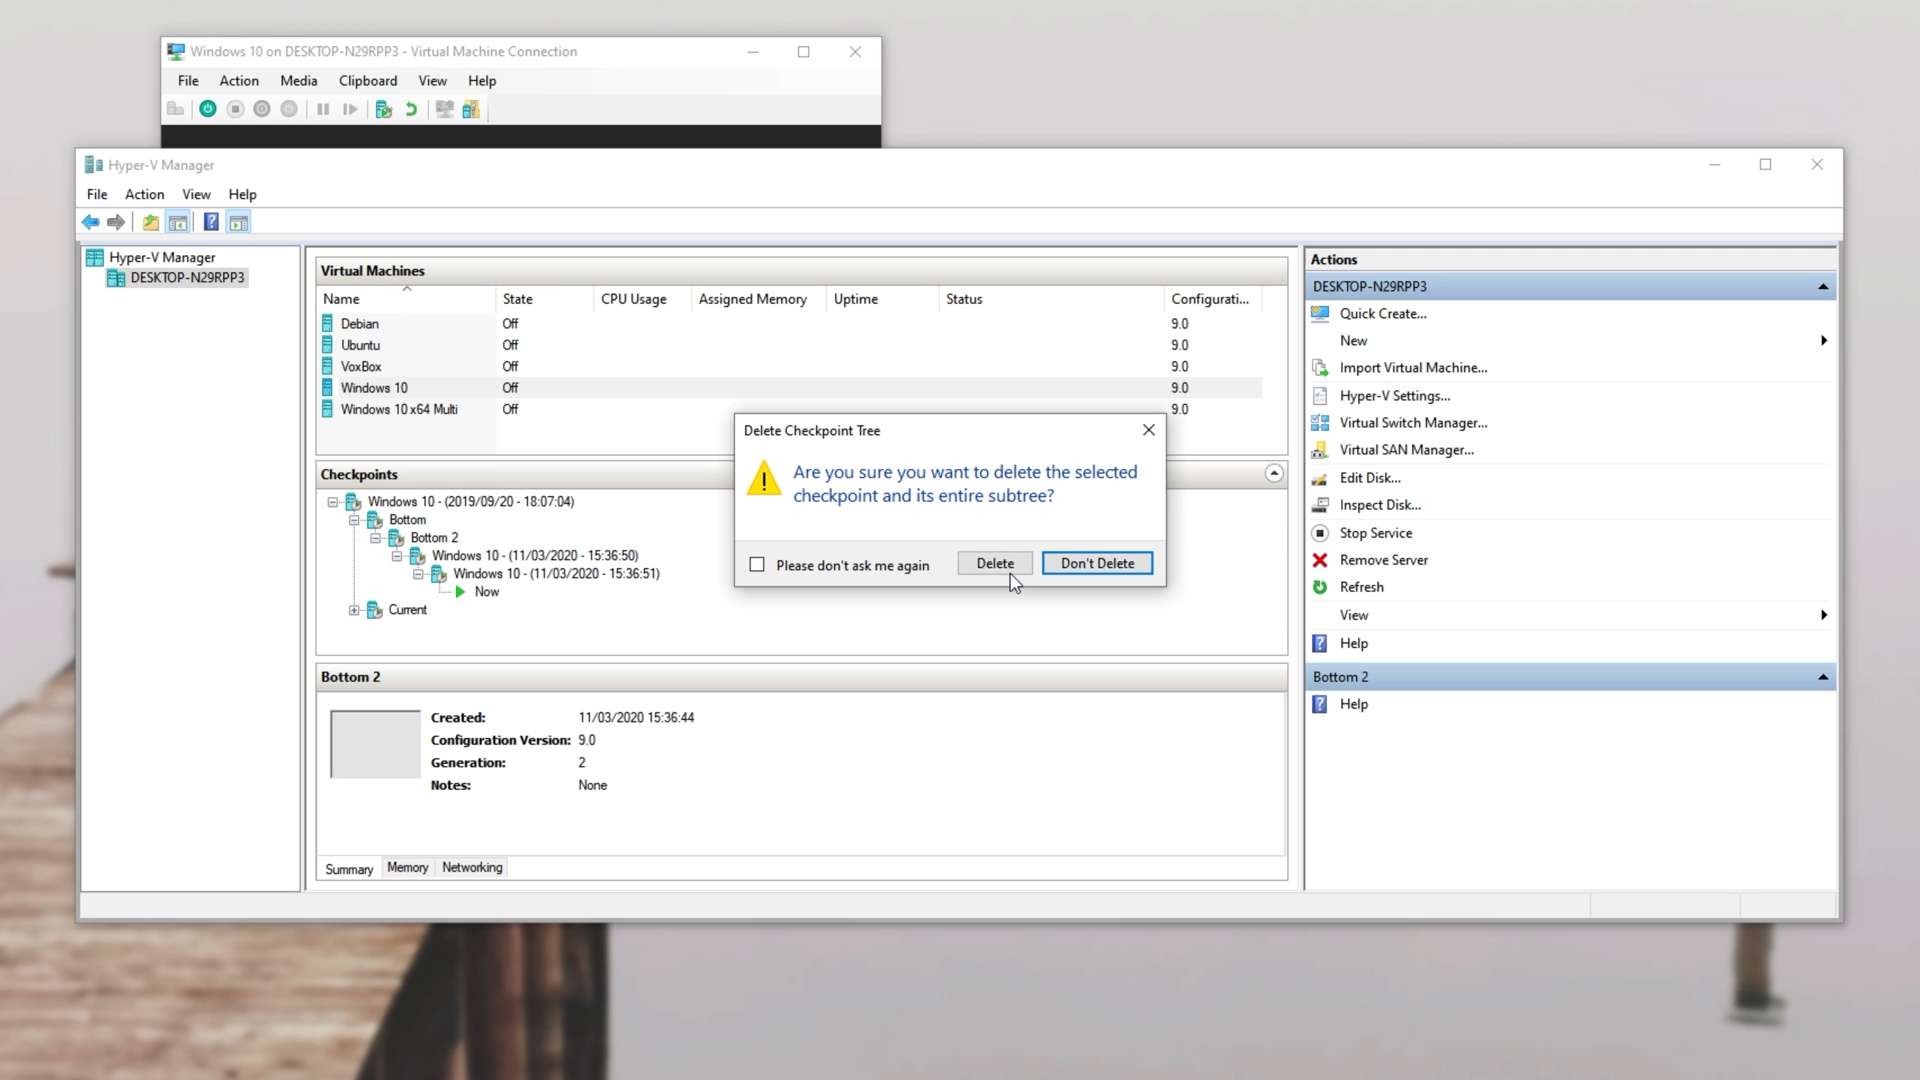 Windows 10 on DESKTOP-N29RPP3 - Virtual Machine Connection
File Action Media Clipboard View Help
Hyper-V Manager
File Action View Help
Hyper-V Manager
DESKTOP-N29RPP3
Virtual Machines
Name State CPU Usage Assigned Memory Uptime Status Configurati...
Debian Off 9.0
Ubuntu Off 9.0
VoxBox Off 9.0
Windows 10 Off 9.0
Windows 10 x64 Multi Off 9.0
Checkpoints
Windows 10 - (2019/09/20 - 18:07:04)
Bottom
Bottom 2
Windows 10 - (11/03/2020 - 15:36:50)
Windows 10 - (11/03/2020 - 15:36:51)
Now
Current
Delete Checkpoint Tree
Are you sure you want to delete the selected
checkpoint and its entire subtree?
Please don't ask me again Delete Don't Delete
Bottom 2
Created: 11/03/2020 15:36:44
Configuration Version: 9.0
Generation: 2
Notes: None
Summary Memory Networking
Actions
DESKTOP-N29RPP3
Quick Create...
New
Import Virtual Machine...
Hyper-V Settings...
Virtual Switch Manager...
Virtual SAN Manager...
Edit Disk...
Inspect Disk...
Stop Service
Remove Server
Refresh
View
Help
Bottom 2
Help